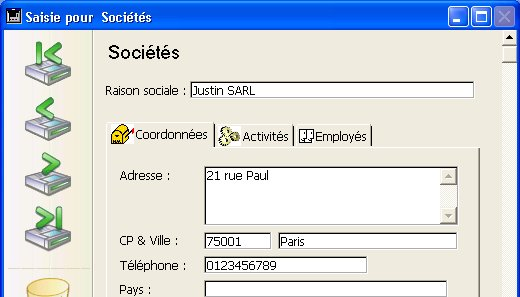 Saisie pour Sociétés
Sociétés
Raison sociale : Justin SARL
Coordonnées Activités Employés
Adresse : 21 rue Paul
CP & Ville : 75001 Paris
Téléphone : 0123456789
Pays :